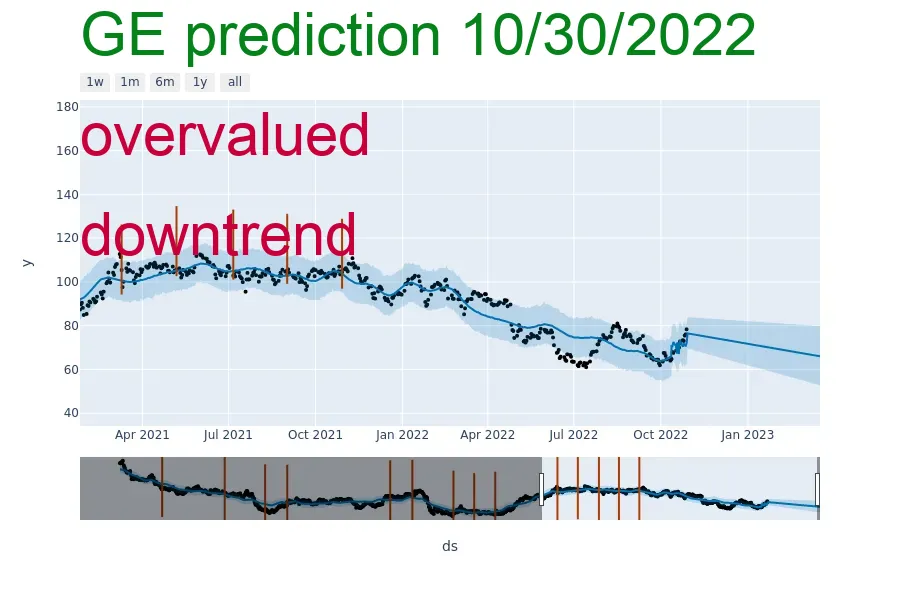 GE prediction 10/30/2022
1w 1m 6m 1y all
180
overvalued
160
140
downtrend
120
y
100
80
60
40
Apr 2021 Jul 2021 Oct 2021 Jan 2022 Apr 2022 Jul 2022 Oct 2022 Jan 2023
ds